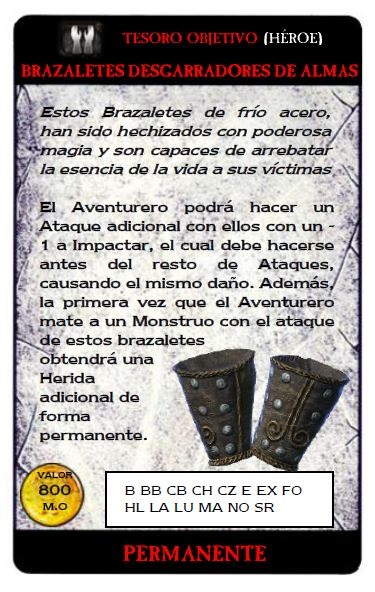 TESORO OBJETIVO (HÉROE)
BRAZALETES DESGARRADORES DE ALMAS
Estos Brazaletes de frío acero,
han sido hechizados con poderosa
magia y son capaces de arrebatar
la esencia de la vida a sus víctimas
El Aventurero podrá hacer un
Ataque adicional con ellos con un -
1 a Impactar, el cual debe hacerse
antes del resto de Ataques,
causando el mismo daño. Además,
la primera vez que el Aventurero
mate a un Monstruo con el ataque
de estos brazaletes
obtendrá una
Herida
adicional de
forma
permanente.
VALOR
800
M.O
B BB CB CH CZ E EX FO
HL LA LU MA NO SR
PERMANENTE